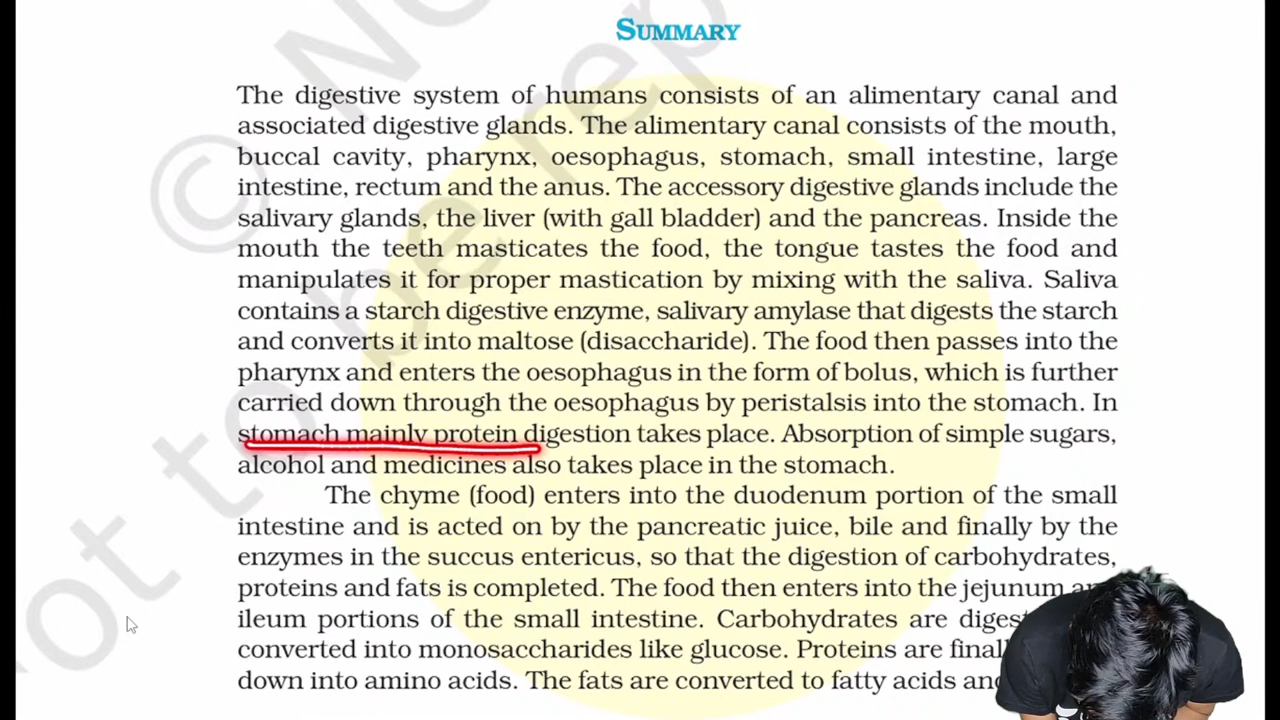 SUMMARY
The digestive system of humans consists of an alimentary canal and
associated digestive glands. The alimentary canal consists of the mouth,
buccal cavity, pharynx, oesophagus, stomach, small intestine, large
intestine, rectum and the anus. The accessory digestive glands include the
salivary glands, the liver (with gall bladder) and the pancreas. Inside the
mouth the teeth masticates the food, the tongue tastes the food and
manipulates it for proper mastication by mixing with the saliva. Saliva
contains a starch digestive enzyme, salivary amylase that digests the starch
and converts it into maltose (disaccharide). The food then passes into the
pharynx and enters the oesophagus in the form of bolus, which is further
carried down through the oesophagus by peristalsis into the stomach. In
stomach mainly protein digestion takes place. Absorption of simple sugars,
alcohol and medicines also takes place in the stomach.
The chyme (food) enters into the duodenum portion of the small
intestine and is acted on by the pancreatic juice, bile and finally by the
enzymes in the succus entericus, so that the digestion of carbohydrates,
proteins and fats is completed. The food then enters into the jejunum
ileum portions of the small intestine. Carbohydrates are
converted into monosaccharides like glucose. Proteins are
down into amino acids. The fats are converted to fatty acids
© No
not to be rep